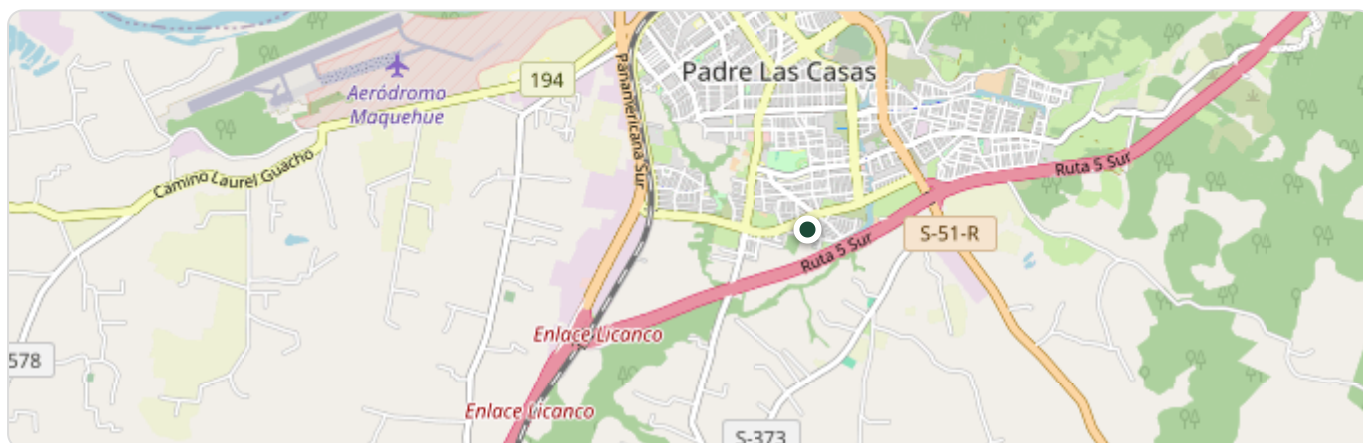 Padre Las Casas
194
Aeródromo
Maquehue
Panamericana Sur
Camino Laurel Guacho
Ruta 5 Sur
S-51-R
Ruta 5 Sur
Enlace Licanco
578
Enlace Licanco
S-373